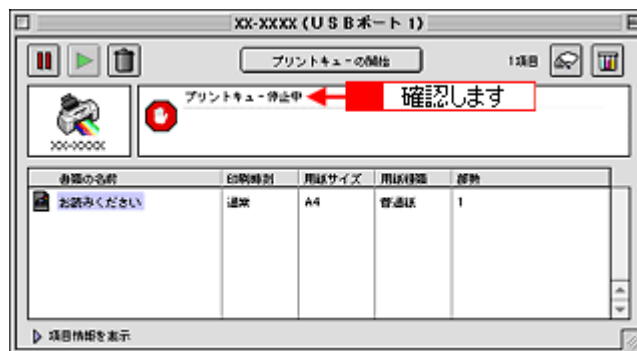 XX-XXXX (USBポート 1)
プリントキューの開始
1項目
プリントキュー停止中
確認します
XX-XXXX
書類の名前 印刷時刻 用紙サイズ 用紙種類 部数
お読みください 通常 A4 普通紙 1
項目情報を表示